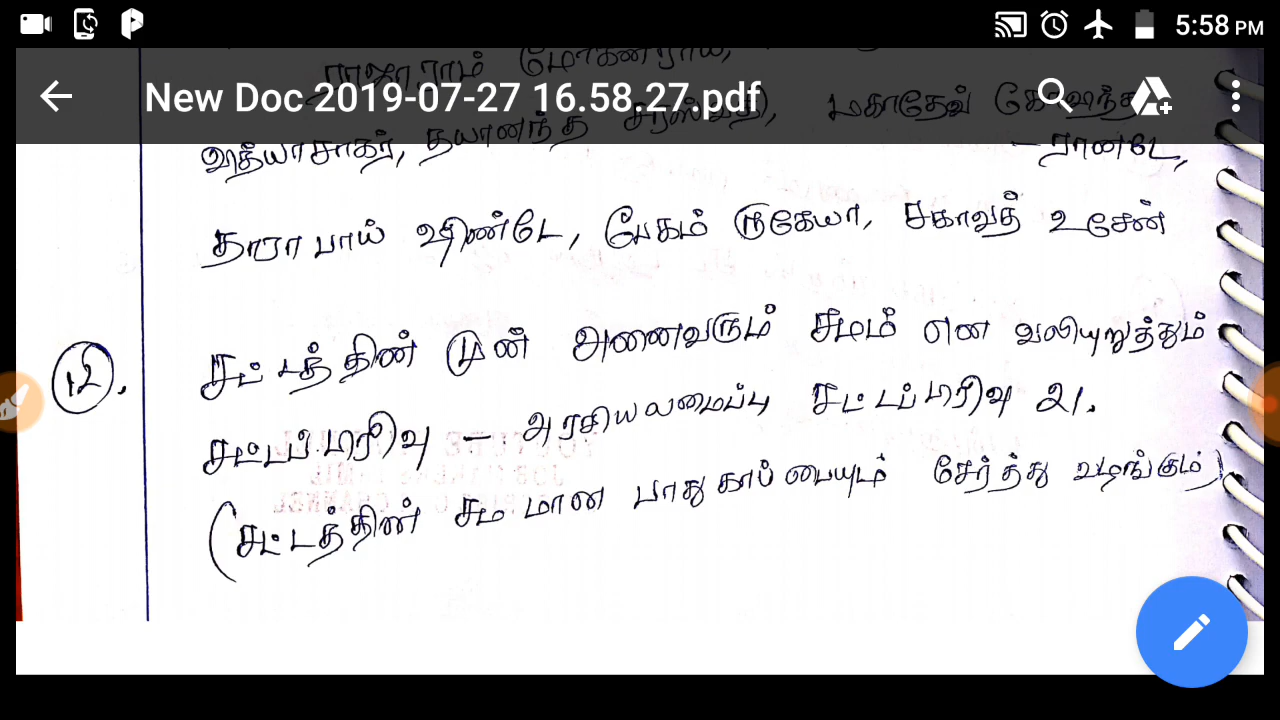 5:58 PM
ராஜாராம் மோகன்ராய்,
New Doc 2019-07-27 16.58.27.pdf
வித்யாசாகர், தயானந்த சரஸ்வதி, மகாதேவ் கோவிந்த
- ரானடே,
தாராபாய் ஷிண்டே, பேகம் ருகேயா, சகாவத் உசேன்
12. சட்டத்தின் முன் அனைவரும் சமம் என வலியுறுத்தும்
சட்டப்பிரிவு – அரசியலமைப்பு சட்டப்பிரிவு 21.
(சட்டத்தின் சமமான பாதுகாப்பையும் சேர்த்து வழங்கும்)